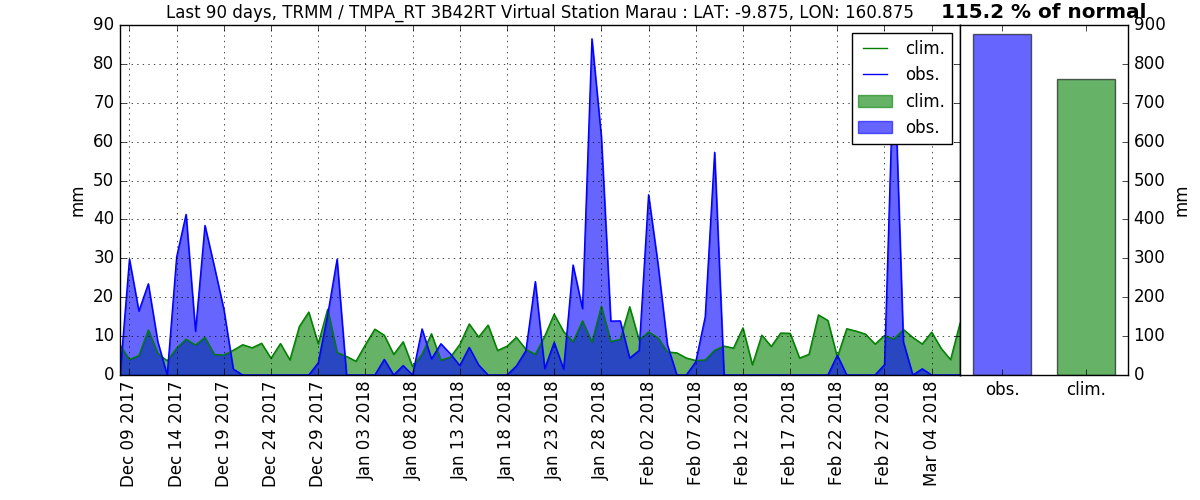 Last 90 days, TRMM / TMPA_RT 3B42RT Virtual Station Marau : LAT: -9.875, LON: 160.875
115.2 % of normal
90
80
70
60
50
40
30
20
10
0
mm
clim.
obs.
clim.
obs.
900
800
700
600
500
400
300
200
100
0
mm
Dec 09 2017
Dec 14 2017
Dec 19 2017
Dec 24 2017
Dec 29 2017
Jan 03 2018
Jan 08 2018
Jan 13 2018
Jan 18 2018
Jan 23 2018
Jan 28 2018
Feb 02 2018
Feb 07 2018
Feb 12 2018
Feb 17 2018
Feb 22 2018
Feb 27 2018
Mar 04 2018
obs.
clim.